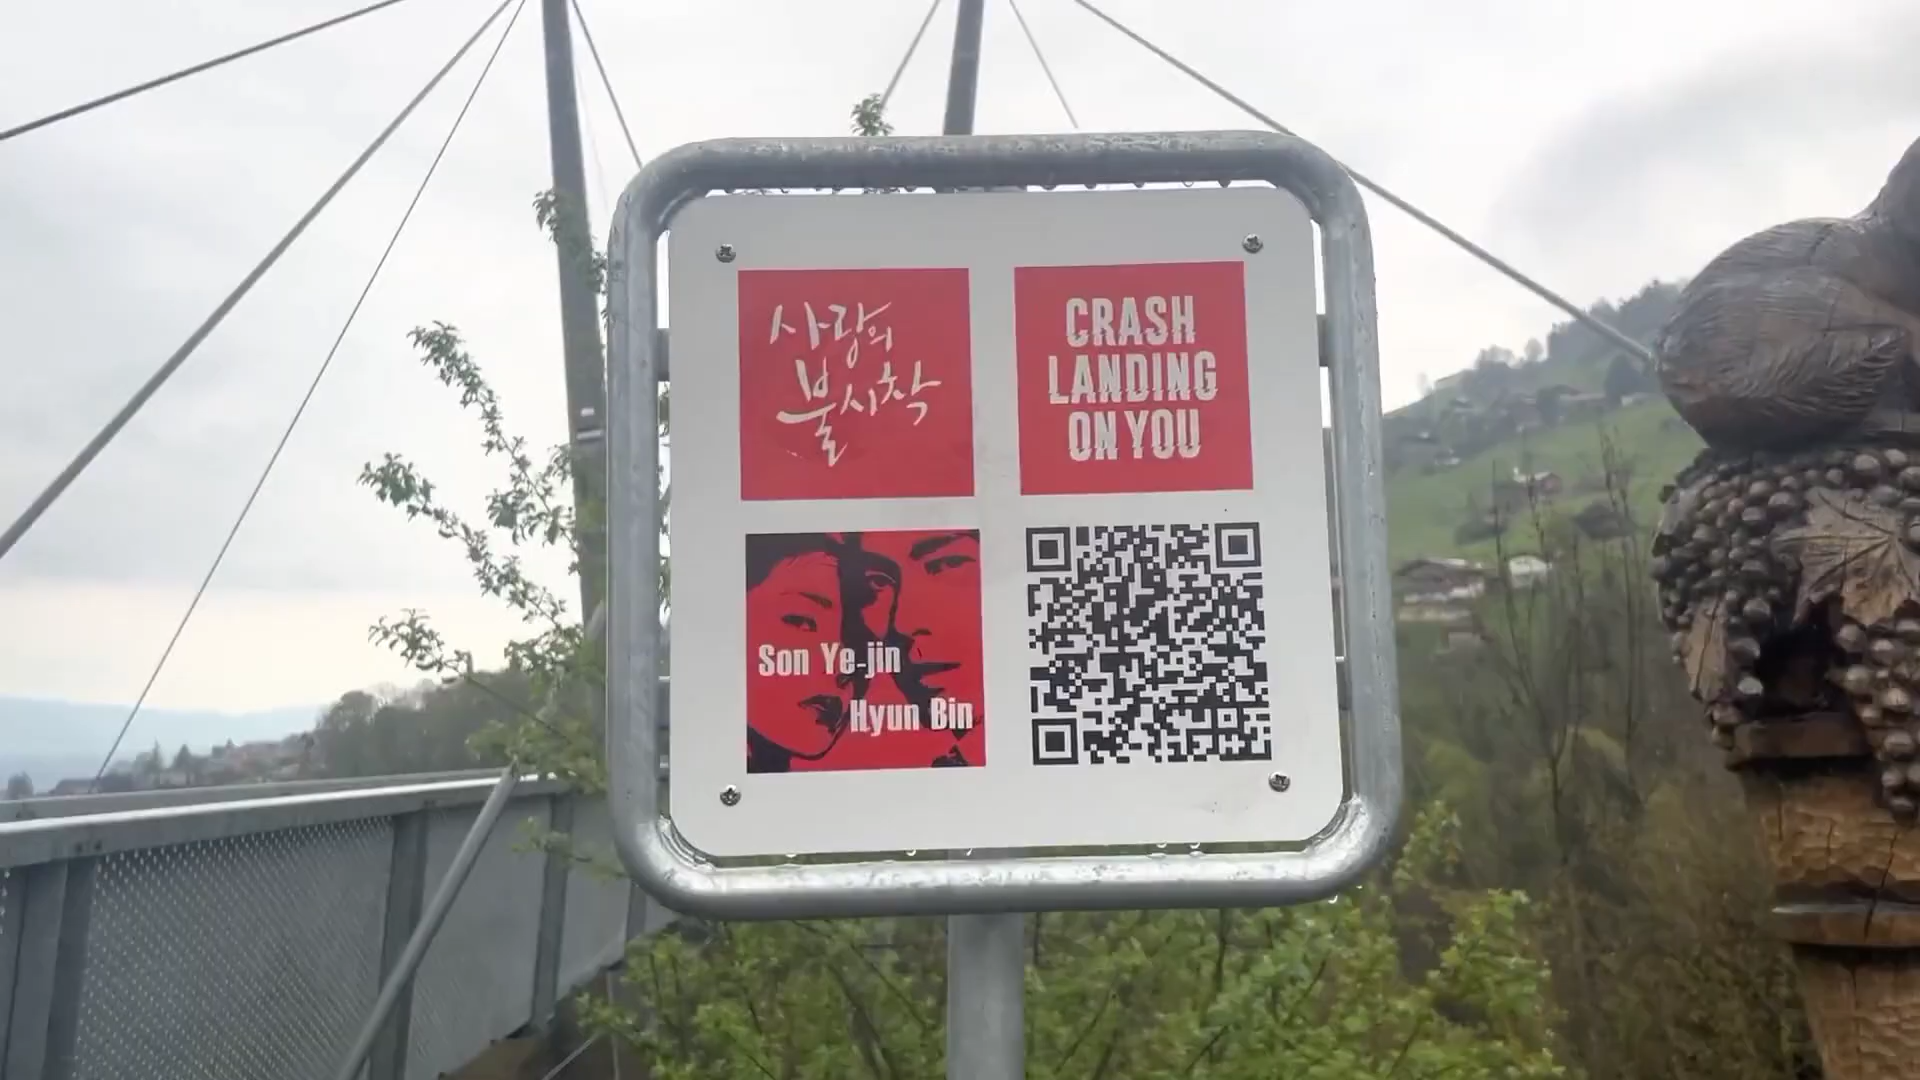 사랑의
불시착
CRASH
LANDING
ON YOU
Son Ye-jin
Hyun Bin